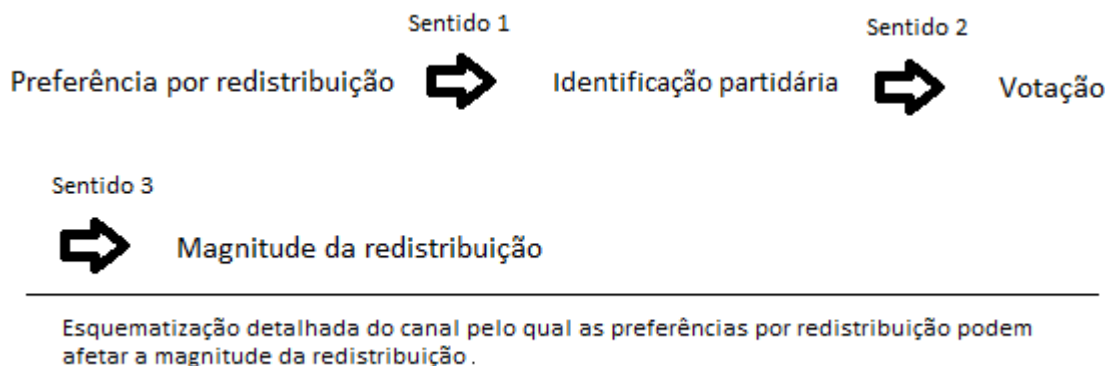 Sentido 1
Sentido 2
Preferência por redistribuição
Identificação partidária
Votação
Sentido 3
Magnitude da redistribuição
Esquematização detalhada do canal pelo qual as preferências por redistribuição podem
afetar a magnitude da redistribuição.